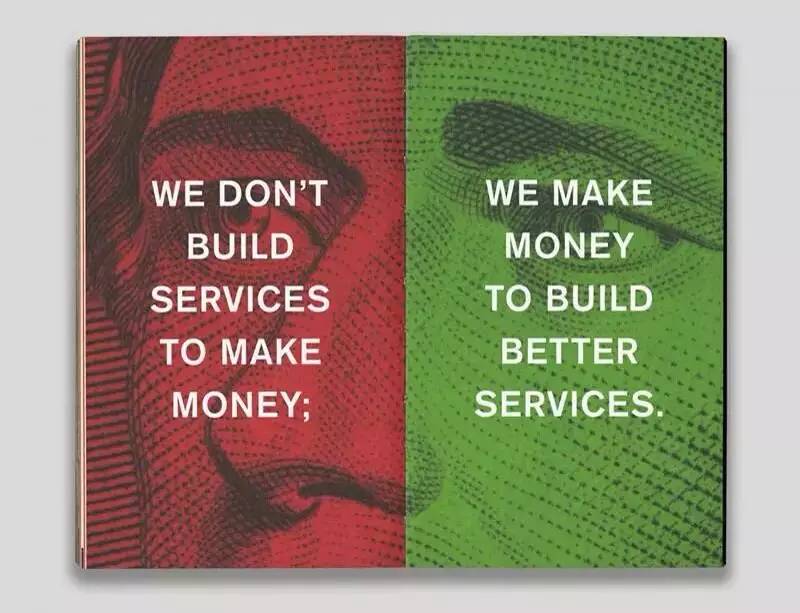 WE DON'T
BUILD
SERVICES
TO MAKE
MONEY;
WE MAKE
MONEY
TO BUILD
BETTER
SERVICES.